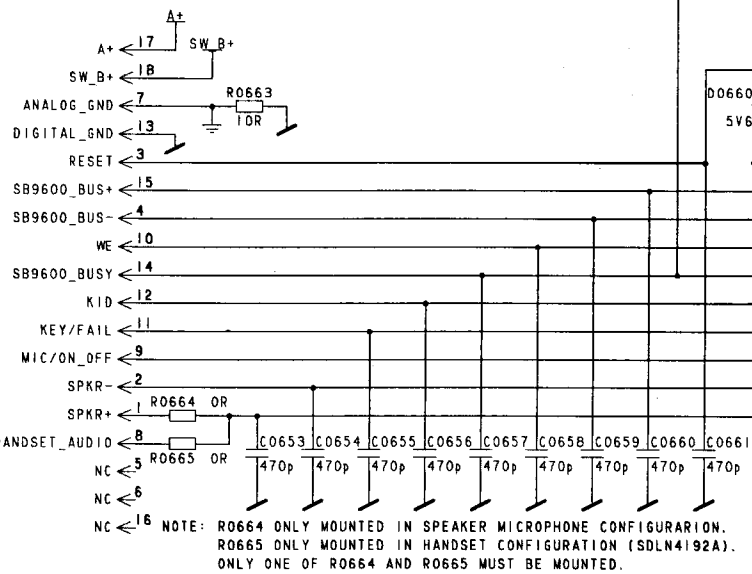 A+
A+ 17 SW_B+
SW_B+ 18
ANALOG_GND 7 R0663
10R
DIGITAL_GND 13
RESET 3
SB9600_BUS+ 15
SB9600_BUS- 4
WE 10
SB9600_BUSY 14
KID 12
KEY/FAIL 11
MIC/ON_OFF 9
SPKR- 2
SPKR+ 1 R0664 0R
ANDSET_AUDIO 8 R0665 0R
NC 5
NC 6
NC 16
D0660
5V6
C0653 C0654 C0655 C0656 C0657 C0658 C0659 C0660 C0661
470p 470p 470p 470p 470p 470p 470p 470p 470p
NOTE: R0664 ONLY MOUNTED IN SPEAKER MICROPHONE CONFIGURARION.
R0665 ONLY MOUNTED IN HANDSET CONFIGURATION (SDLN4192A).
ONLY ONE OF R0664 AND R0665 MUST BE MOUNTED.